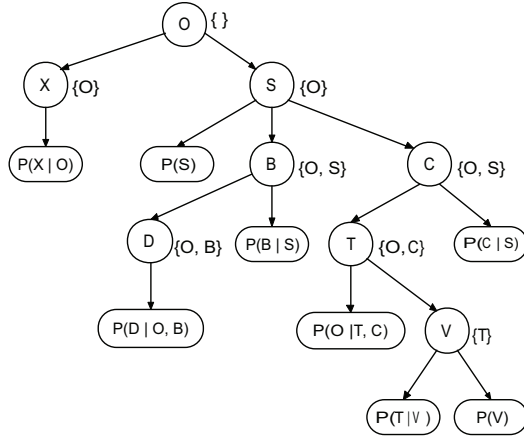 O { }
X {O} S {O}
P(X | O) P(S) B {O, S} C {O, S}
D {O, B} P(B | S) T {O, C} P(C | S)
P(D | O, B) P(O | T, C) V {T}
P(T | V) P(V)